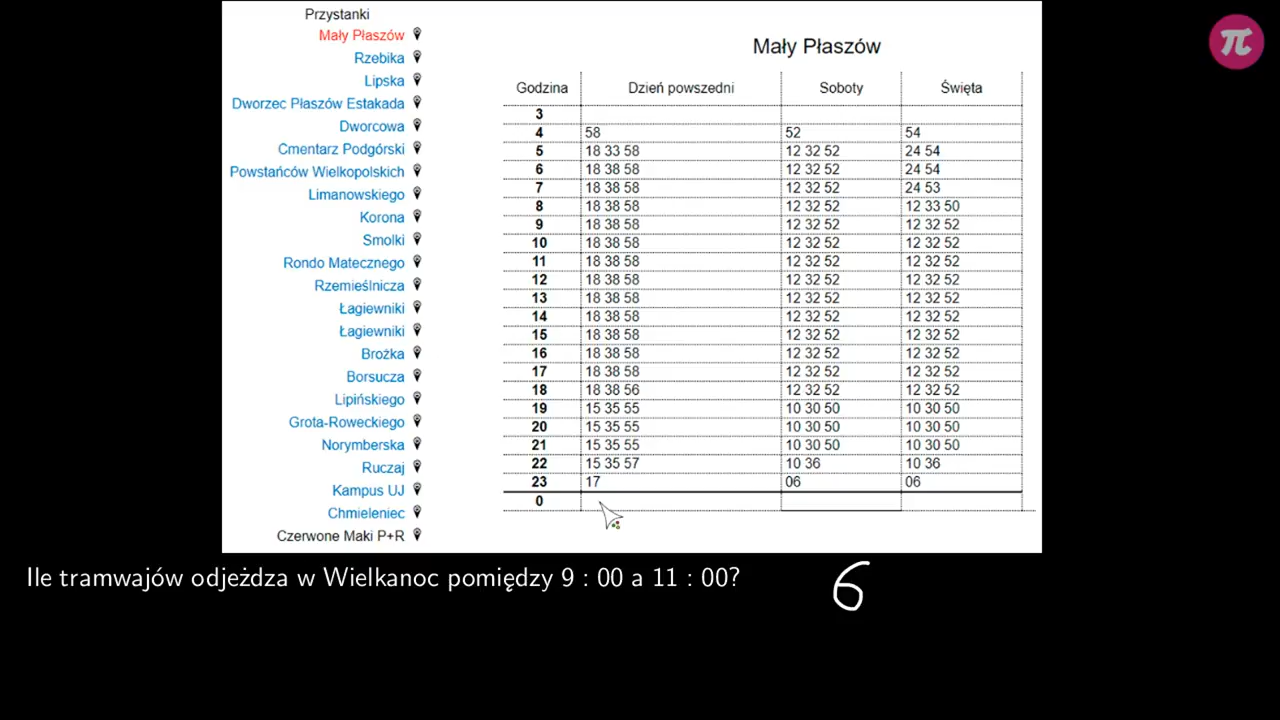 Przystanki
Mały Płaszów
Rzebika
Lipska
Dworzec Płaszów Estakada
Dworcowa
Cmentarz Podgórski
Powstańców Wielkopolskich
Limanowskiego
Korona
Smolki
Rondo Matecznego
Rzemieślnicza
Łagiewniki
Łagiewniki
Brożka
Borsucza
Lipińskiego
Grota-Roweckiego
Norymberska
Ruczaj
Kampus UJ
Chmieleniec
Czerwone Maki P+R
Mały Płaszów
Godzina Dzień powszedni Soboty Święta
3
4 58 52 54
5 18 33 58 12 32 52 24 54
6 18 38 58 12 32 52 24 54
7 18 38 58 12 32 52 24 53
8 18 38 58 12 32 52 12 33 50
9 18 38 58 12 32 52 12 32 52
10 18 38 58 12 32 52 12 32 52
11 18 38 58 12 32 52 12 32 52
12 18 38 58 12 32 52 12 32 52
13 18 38 58 12 32 52 12 32 52
14 18 38 58 12 32 52 12 32 52
15 18 38 58 12 32 52 12 32 52
16 18 38 58 12 32 52 12 32 52
17 18 38 58 12 32 52 12 32 52
18 18 38 56 12 32 52 12 32 52
19 15 35 55 10 30 50 10 30 50
20 15 35 55 10 30 50 10 30 50
21 15 35 55 10 30 50 10 30 50
22 15 35 57 10 36 10 36
23 17 06 06
0
Ile tramwajów odjeżdza w Wielkanoc pomiędzy 9 : 00 a 11 : 00? 6
π